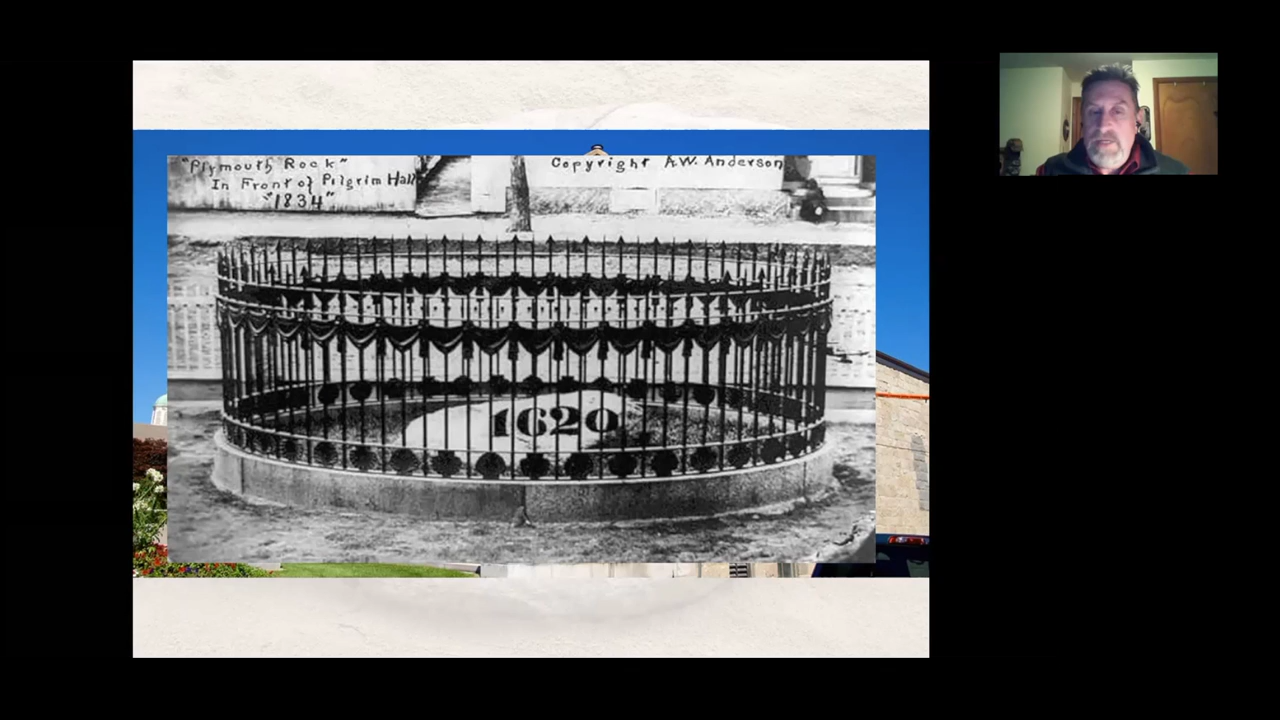 "Plymouth Rock"
In Front of Pilgrim Hall
"1834"
Copyright A.W. Anderson
1620